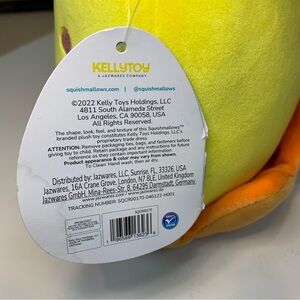 KELLYTOY
A JAZWARES COMPANY
squishmallows.com | @squishmallows
©2022 Kelly Toys Holdings, LLC
4811 South Alameda Street
Los Angeles, CA 90058, USA
All Rights Reserved.
The shape, look, feel, and texture of this Squishmallows™
branded plush toy constitutes Kelly Toys Holdings, LLC's
proprietary trade dress.
ATTENTION: Remove packaging ties, bags, and fasteners before
giving toy to child. Retain package and any instructions for future
reference as they contain important information.
Product appearance & color may vary from shown.
To Clean: Hand wash, then air dry.
Distributed by: Jazwares, LLC, Sunrise, FL, 33326. USA
Jazwares, 16A Crane Grove, London, N7 8LE. United Kingdom
Jazwares GmbH, Mina-Rees-Str. 8, 64295 Darmstadt, Germany
TRACKING NUMBER: SQCR00170-040122-H001
SQCR00170